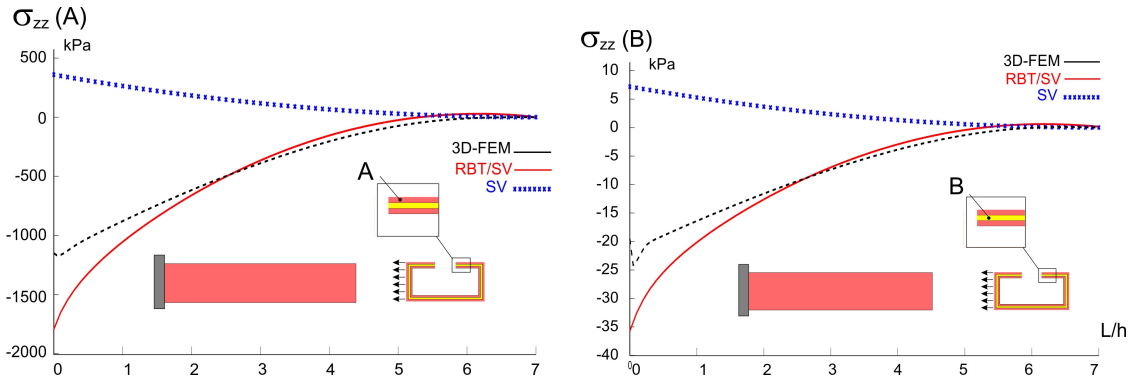 σzz (A)
kPa
500
0
-500
-1000
-1500
-2000
0 1 2 3 4 5 6 7
3D-FEM
RBT/SV
SV
A
σzz (B)
kPa
10
5
0
-5
-10
-15
-20
-25
-30
-35
-40
0
0 1 2 3 4 5 6 7
3D-FEM
RBT/SV
SV
B
L/h